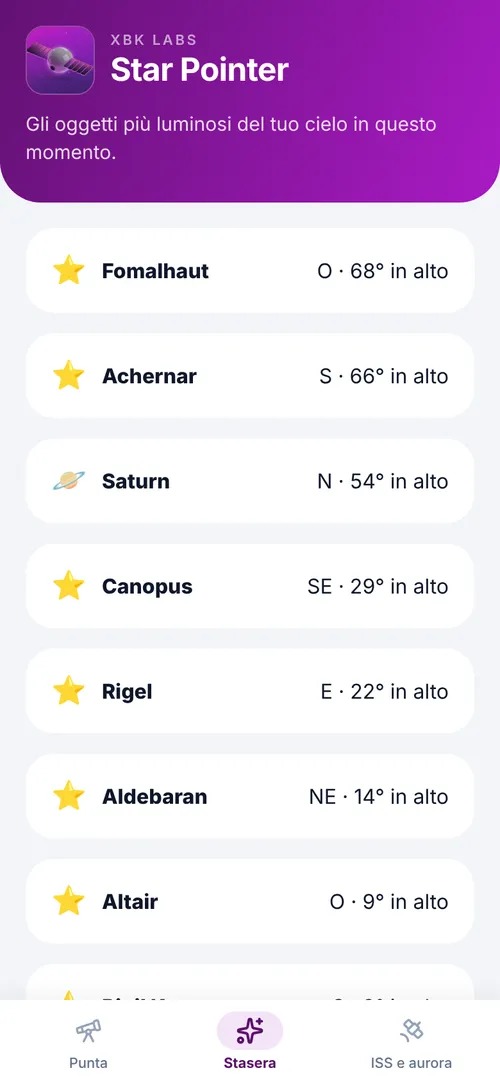 XBK LABS
Star Pointer
Gli oggetti più luminosi del tuo cielo in questo
momento.
Fomalhaut O · 68° in alto
Achernar S · 66° in alto
Saturn N · 54° in alto
Canopus SE · 29° in alto
Rigel E · 22° in alto
Aldebaran NE · 14° in alto
Altair O · 9° in alto
Punta Stasera ISS e aurora